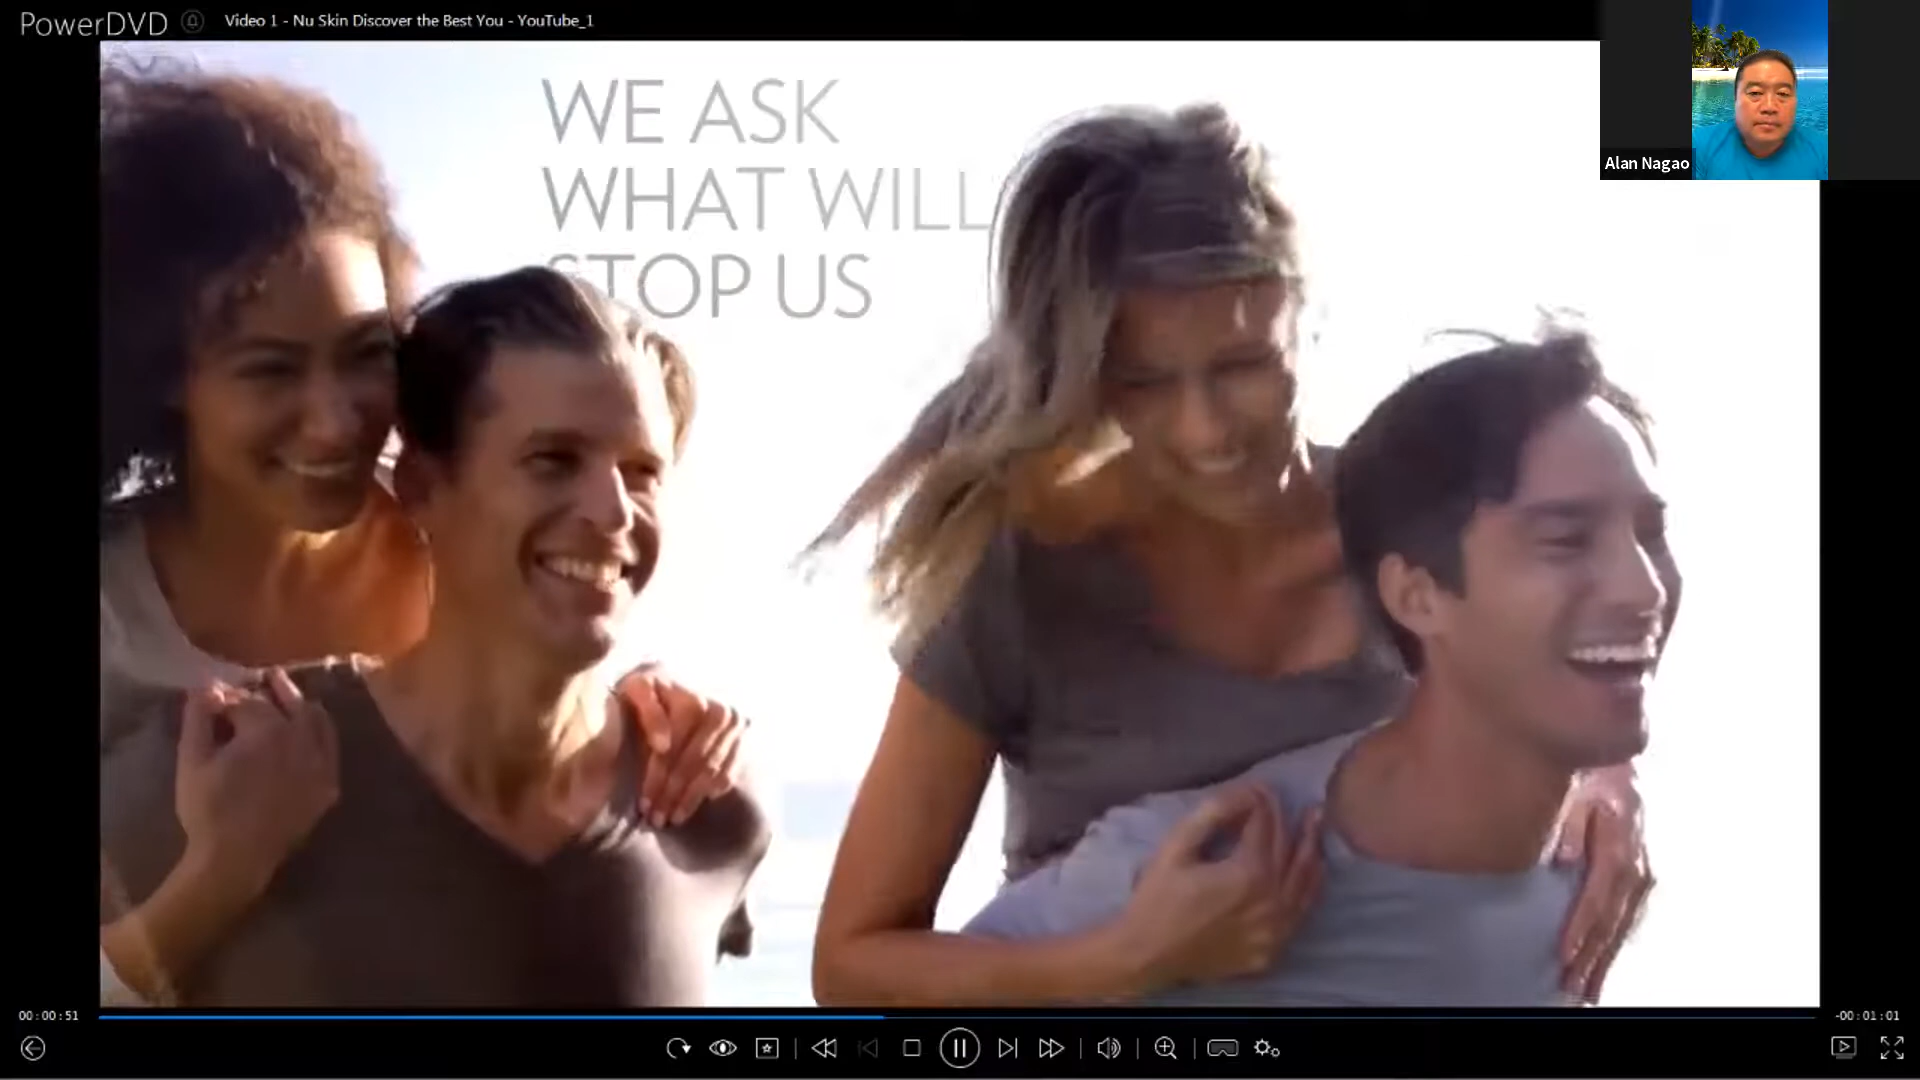 PowerDVD
Video 1 - Nu Skin Discover the Best You - YouTube_1
WE ASK
WHAT WILL
STOP US
Alan Nagao
00:00:51
-00:01:01